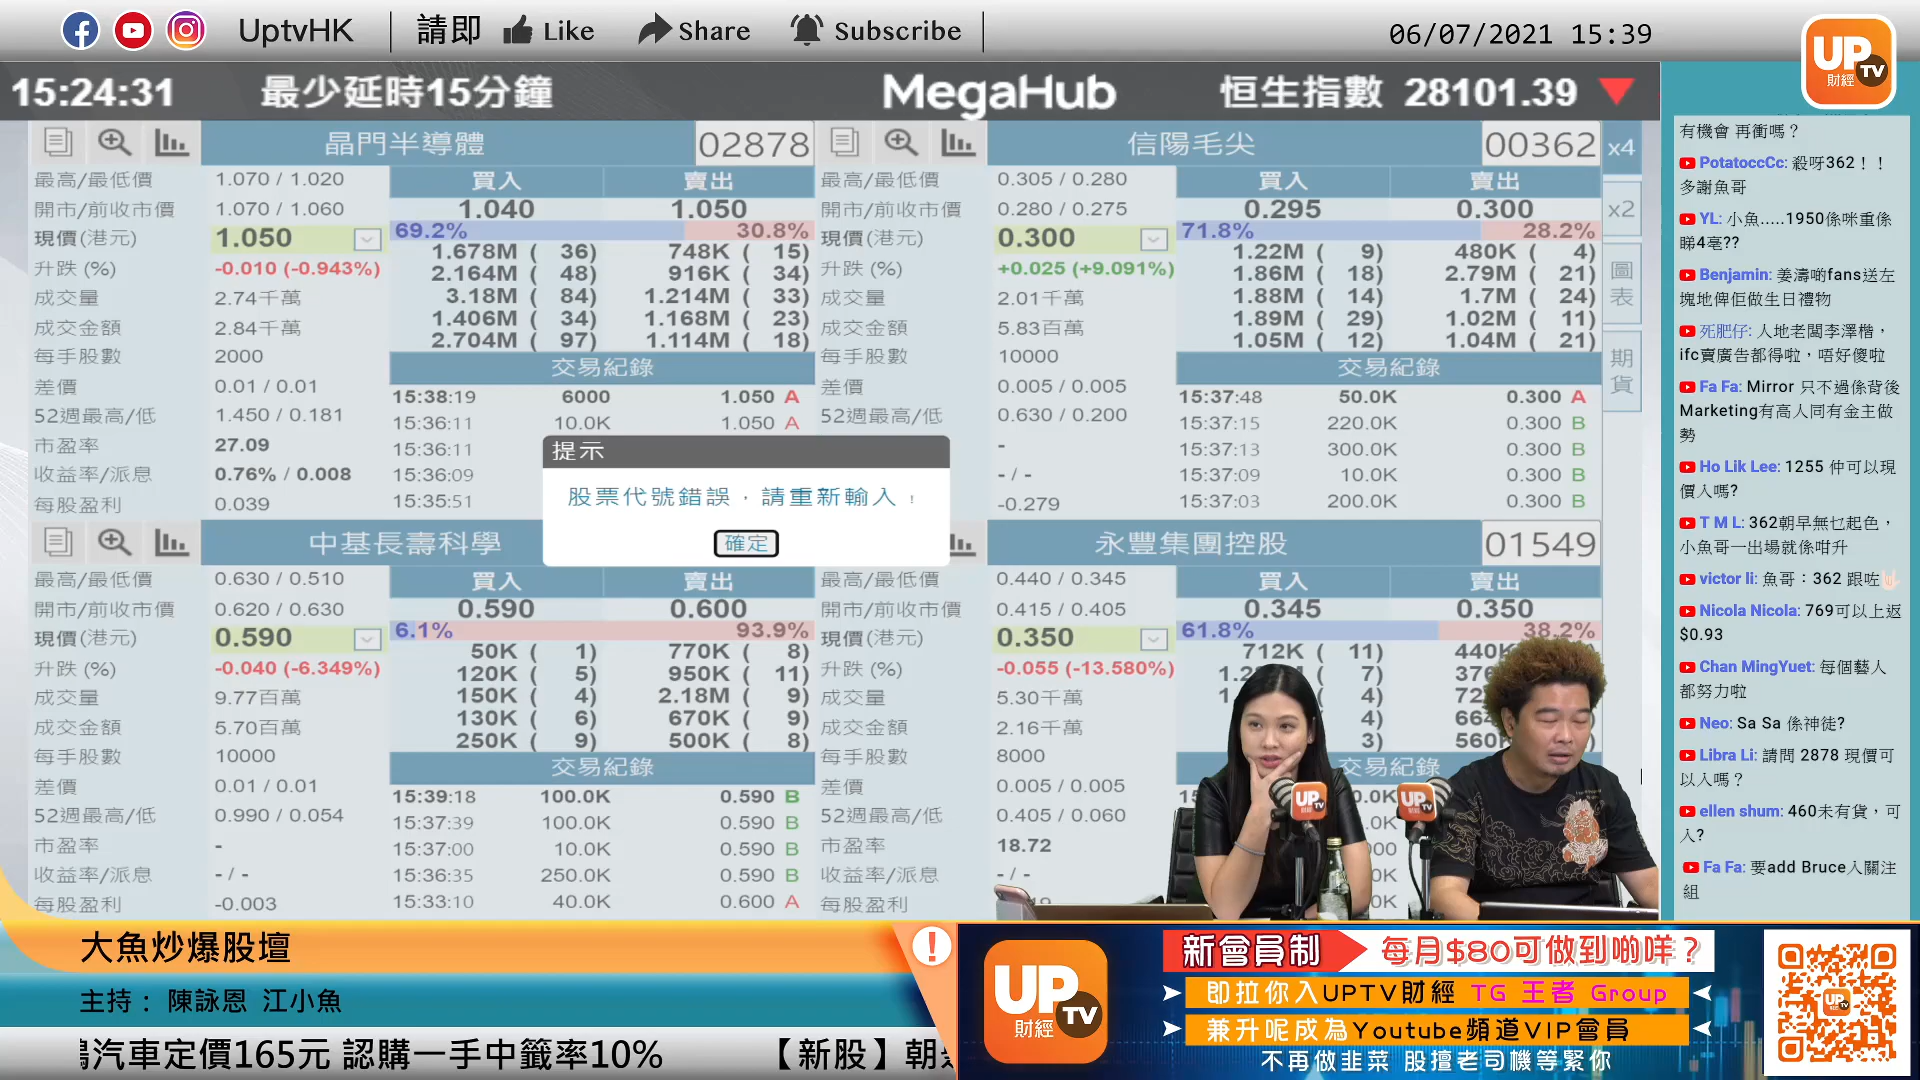 UptvHK
請即
Like
Share
Subscribe
06/07/2021 15:39
UP TV 財經
15:24:31
最少延時15分鐘
MegaHub
恒生指數 28101.39
晶門半導體 02878
最高/最低價 1.070 / 1.020
開市/前收市價 1.070 / 1.060
現價(港元) 1.050
升跌 (%) -0.010 (-0.943%)
成交量 2.74千萬
成交金額 2.84千萬
每手股數 2000
差價 0.01 / 0.01
52週最高/低 1.450 / 0.181
市盈率 27.09
收益率/派息 0.76% / 0.008
每股盈利 0.039
買入 賣出
1.040 1.050
69.2% 30.8%
1.678M ( 36) 748K ( 15)
2.164M ( 48) 916K ( 34)
3.18M ( 84) 1.214M ( 33)
1.406M ( 34) 1.168M ( 23)
2.704M ( 97) 1.114M ( 18)
交易紀錄
15:38:19 6000 1.050 A
15:36:11 10.0K 1.050 A
15:36:11
15:36:09
15:35:51
信陽毛尖 00362
最高/最低價 0.305 / 0.280
開市/前收市價 0.280 / 0.275
現價(港元) 0.300
升跌 (%) +0.025 (+9.091%)
成交量 2.01千萬
成交金額 5.83百萬
每手股數 10000
差價 0.005 / 0.005
52週最高/低 0.630 / 0.200
-
- / -
-0.279
買入 賣出
0.295 0.300
71.8% 28.2%
1.22M ( 9) 480K ( 4)
1.86M ( 18) 2.79M ( 21)
1.88M ( 14) 1.7M ( 24)
1.89M ( 29) 1.02M ( 11)
1.05M ( 12) 1.04M ( 21)
交易紀錄
15:37:48 50.0K 0.300 A
15:37:15 220.0K 0.300 B
15:37:13 300.0K 0.300 B
15:37:09 10.0K 0.300 B
15:37:03 200.0K 0.300 B
x4
x2
圖表
期貨
提示
股票代號錯誤，請重新輸入！
確定
中基長壽科學
最高/最低價 0.630 / 0.510
開市/前收市價 0.620 / 0.630
現價(港元) 0.590
升跌 (%) -0.040 (-6.349%)
成交量 9.77百萬
成交金額 5.70百萬
每手股數 10000
差價 0.01 / 0.01
52週最高/低 0.990 / 0.054
市盈率 -
收益率/派息 - / -
每股盈利 -0.003
買入 賣出
0.590 0.600
6.1% 93.9%
50K ( 1) 770K ( 8)
120K ( 5) 950K ( 11)
150K ( 4) 2.18M ( 9)
130K ( 6) 670K ( 9)
250K ( 9) 500K ( 8)
交易紀錄
15:39:18 100.0K 0.590 B
15:37:39 100.0K 0.590 B
15:37:00 10.0K 0.590 B
15:36:35 250.0K 0.590 B
15:33:10 40.0K 0.600 A
永豐集團控股 01549
最高/最低價 0.440 / 0.345
開市/前收市價 0.415 / 0.405
現價(港元) 0.350
升跌 (%) -0.055 (-13.580%)
成交量 5.30千萬
成交金額 2.16千萬
每手股數 8000
差價 0.005 / 0.005
52週最高/低 0.405 / 0.060
市盈率 18.72
收益率/派息 - / -
每股盈利
買入 賣出
0.345 0.350
61.8% 38.2%
712K ( 11) 440K
7)
4)
4)
3) 560K
交易紀錄
有機會 再衝嗎？
PotatoccCc: 殺呀362！！
多謝魚哥
YL: 小魚.....1950係咪重係
睇4毫??
Benjamin: 姜濤啲fans送左
塊地俾佢做生日禮物
死肥仔: 人地老闆李澤楷，
ifc賣廣告都得啦，唔好傻啦
Fa Fa: Mirror 只不過係背後
Marketing有高人同有金主做
勢
Ho Lik Lee: 1255 仲可以現
價入嗎?
T M L: 362朝早無乜起色，
小魚哥一出場就係咁升
victor li: 魚哥：362 跟咗
Nicola Nicola: 769可以上返
$0.93
Chan MingYuet: 每個藝人
都努力啦
Neo: Sa Sa 係神徒?
Libra Li: 請問 2878 現價可
以入嗎？
ellen shum: 460未有貨，可
入?
Fa Fa: 要add Bruce入關注
組
大魚炒爆股壇
主持： 陳詠恩 江小魚
汽車定價165元 認購一手中籤率10%
【新股】朝
UP TV 財經
新會員制
每月$80可做到啲咩？
即拉你入UPTV財經 TG 王者 Group
兼升呢成為Youtube頻道VIP會員
不再做韭菜 股擅老司機等緊你